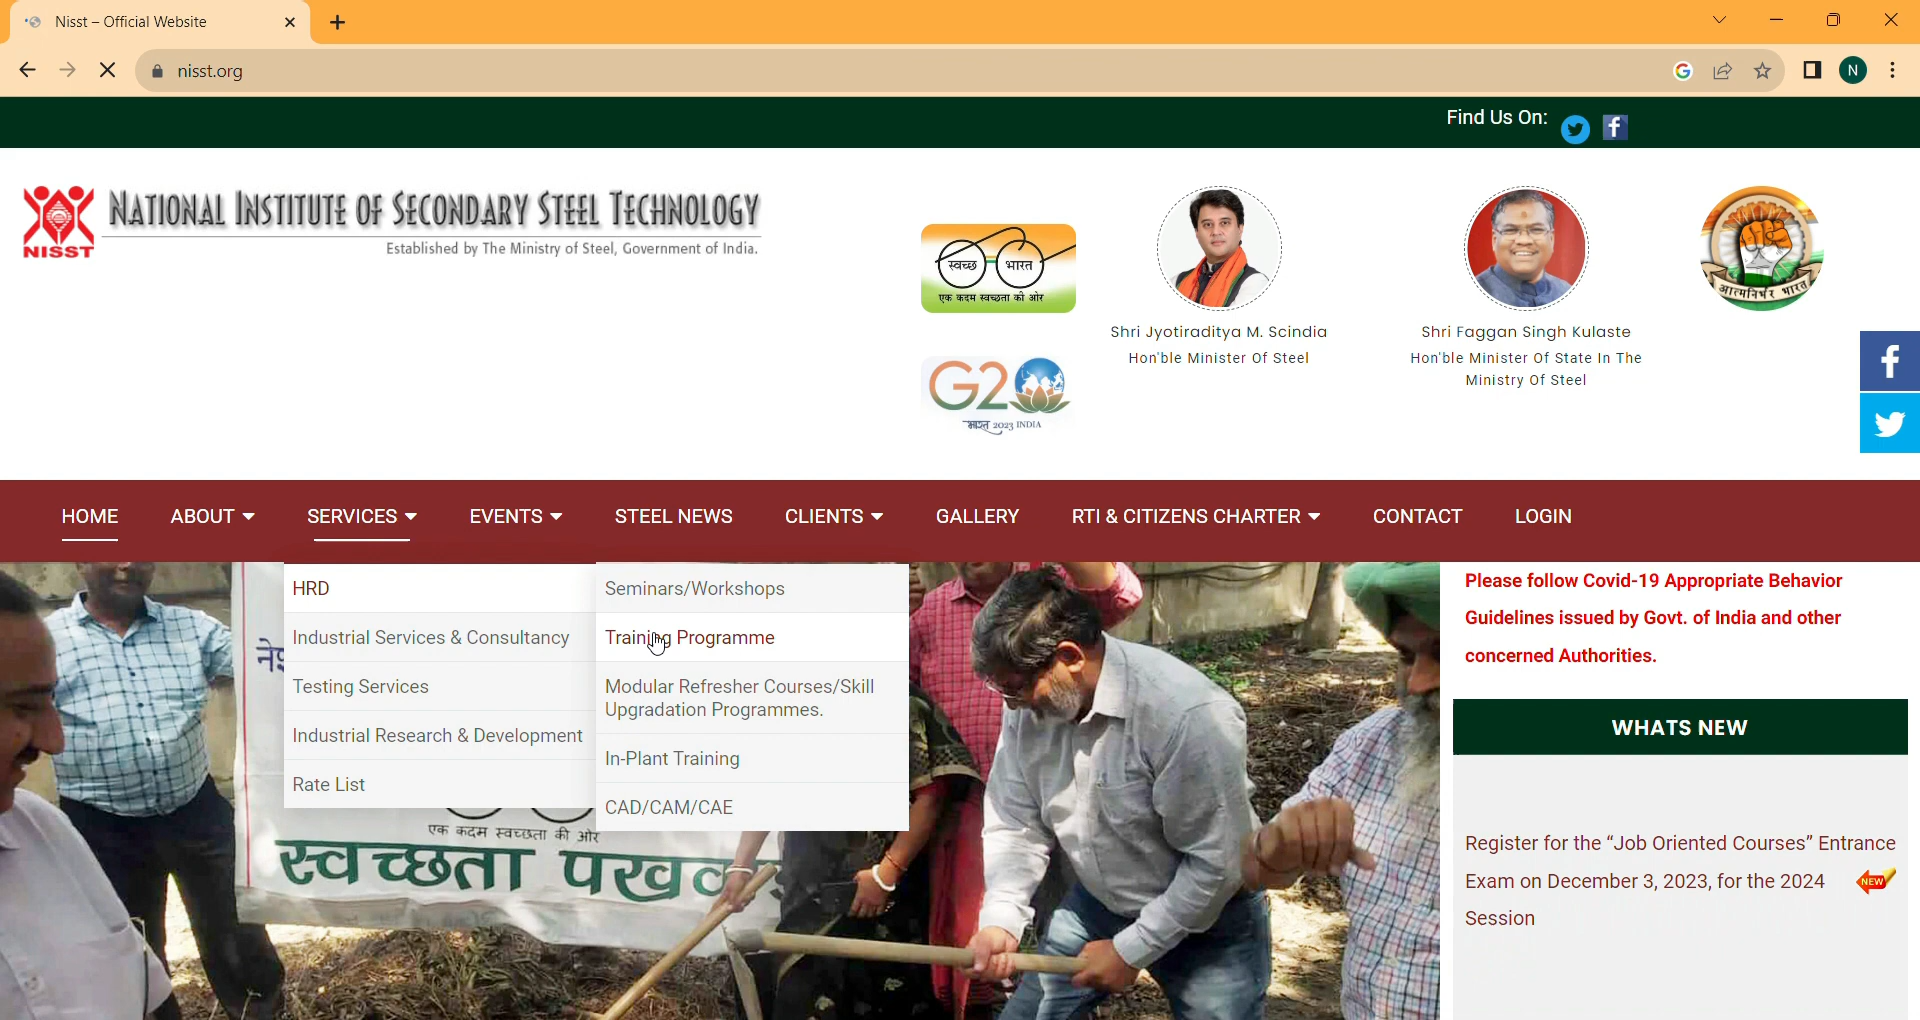 Nisst – Official Website
nisst.org
N
Find Us On:
NATIONAL INSTITUTE OF SECONDARY STEEL TECHNOLOGY
NISST
Established by The Ministry of Steel, Government of India.
स्वच्छ भारत
एक कदम स्वच्छता की ओर
G20
भारत 2023 INDIA
Shri Jyotiraditya M. Scindia
Hon'ble Minister Of Steel
Shri Faggan Singh Kulaste
Hon'ble Minister Of State In The
Ministry Of Steel
आत्मनिर्भर भारत
HOME ABOUT SERVICES EVENTS STEEL NEWS CLIENTS GALLERY RTI & CITIZENS CHARTER CONTACT LOGIN
HRD
Industrial Services & Consultancy
Testing Services
Industrial Research & Development
Rate List
Seminars/Workshops
Training Programme
Modular Refresher Courses/Skill
Upgradation Programmes.
In-Plant Training
CAD/CAM/CAE
एक कदम स्वच्छता की ओर
स्वच्छता
Please follow Covid-19 Appropriate Behavior
Guidelines issued by Govt. of India and other
concerned Authorities.
WHATS NEW
Register for the “Job Oriented Courses” Entrance
Exam on December 3, 2023, for the 2024 NEW
Session